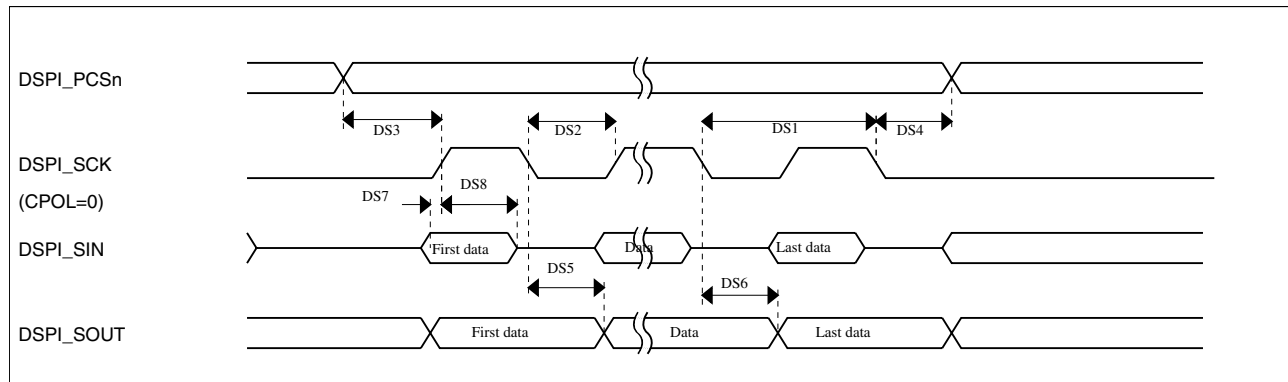 DSPI_PCSn
DS3
DS2
DS1
DS4
DSPI_SCK
(CPOL=0)
DS7
DS8
DSPI_SIN
First data
Data
Last data
DS5
DS6
DSPI_SOUT
First data
Data
Last data